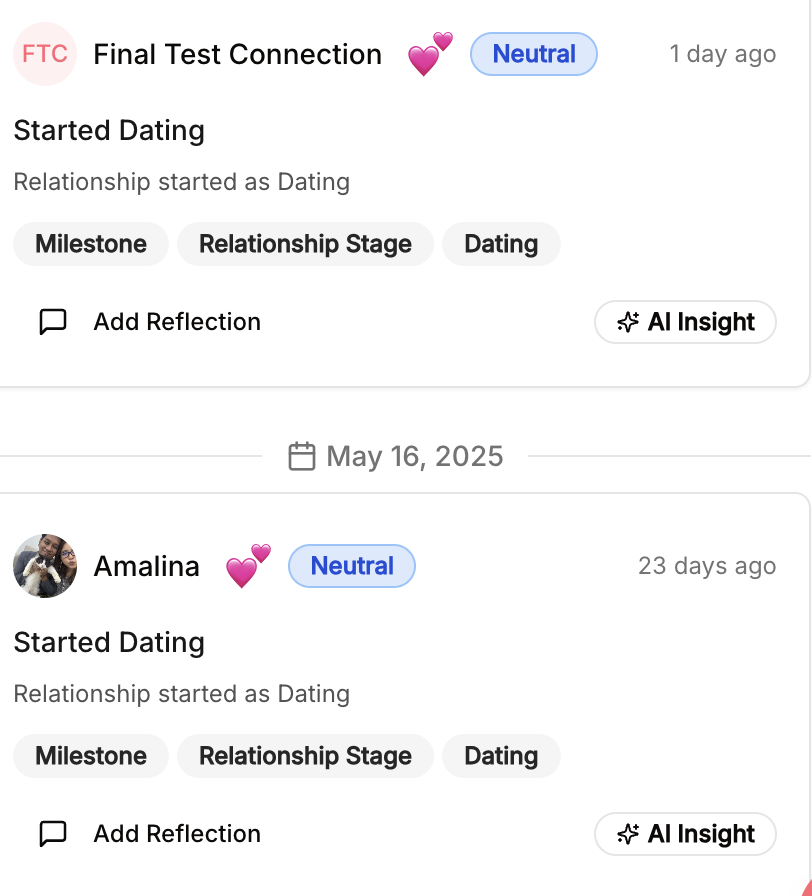 FTC Final Test Connection Neutral 1 day ago
Started Dating
Relationship started as Dating
Milestone Relationship Stage Dating
Add Reflection AI Insight
May 16, 2025
Amalina Neutral 23 days ago
Started Dating
Relationship started as Dating
Milestone Relationship Stage Dating
Add Reflection AI Insight